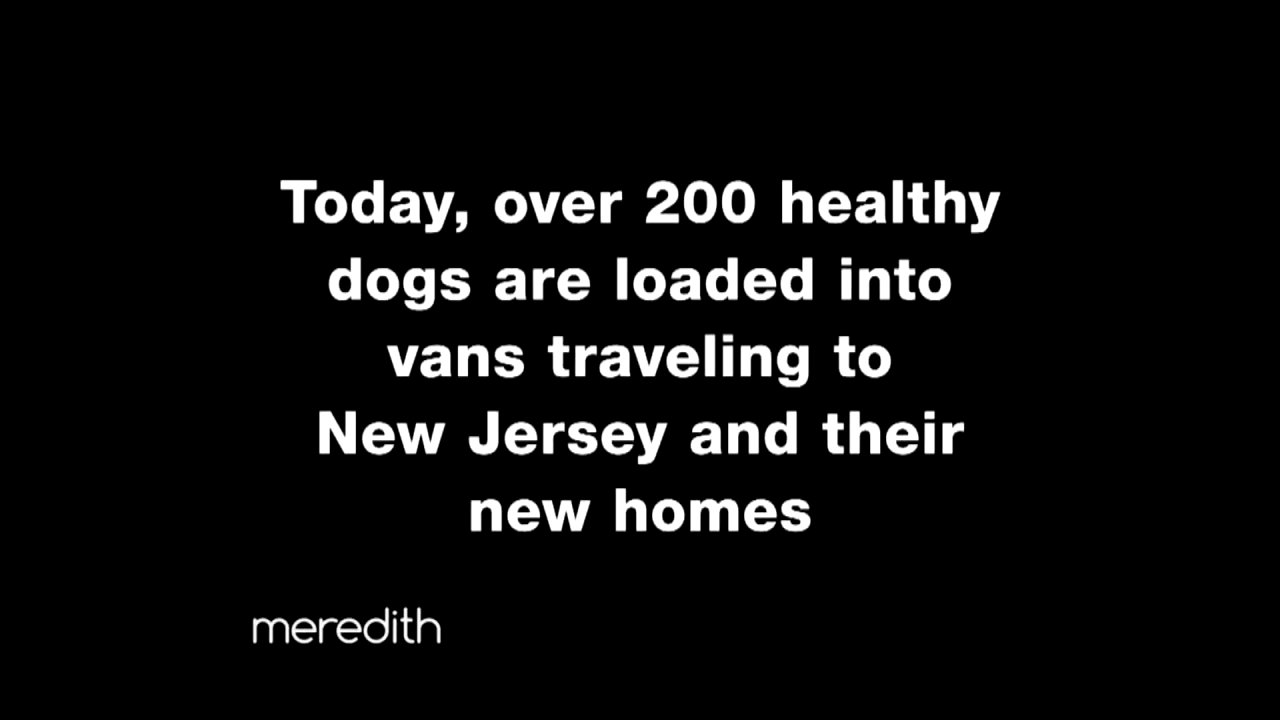 Today, over 200 healthy
dogs are loaded into
vans traveling to
New Jersey and their
new homes
meredith